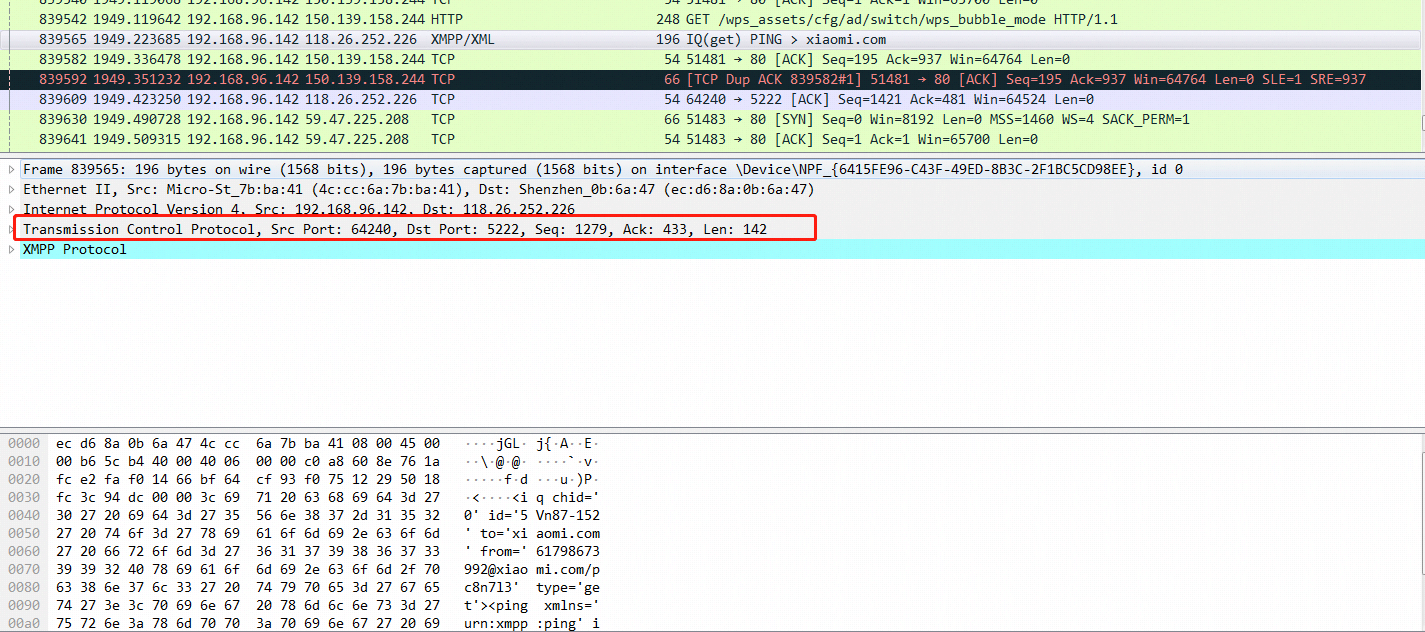 839542 1949.119642 192.168.96.142 150.139.158.244 HTTP 248 GET /wps_assets/cfg/ad/switch/wps_bubble_mode HTTP/1.1
839565 1949.223685 192.168.96.142 118.26.252.226 XMPP/XML 196 IQ(get) PING > xiaomi.com
839582 1949.336478 192.168.96.142 150.139.158.244 TCP 54 51481 → 80 [ACK] Seq=195 Ack=937 Win=64764 Len=0
839592 1949.351232 192.168.96.142 150.139.158.244 TCP 66 [TCP Dup ACK 839582#1] 51481 → 80 [ACK] Seq=195 Ack=937 Win=64764 Len=0 SLE=1 SRE=937
839609 1949.423250 192.168.96.142 118.26.252.226 TCP 54 64240 → 5222 [ACK] Seq=1421 Ack=481 Win=64524 Len=0
839630 1949.490728 192.168.96.142 59.47.225.208 TCP 66 51483 → 80 [SYN] Seq=0 Win=8192 Len=0 MSS=1460 WS=4 SACK_PERM=1
839641 1949.509315 192.168.96.142 59.47.225.208 TCP 54 51483 → 80 [ACK] Seq=1 Ack=1 Win=65700 Len=0
Frame 839565: 196 bytes on wire (1568 bits), 196 bytes captured (1568 bits) on interface \Device\NPF_{6415FE96-C43F-49ED-8B3C-2F1BC5CD98EE}, id 0
Ethernet II, Src: Micro-St_7b:ba:41 (4c:cc:6a:7b:ba:41), Dst: Shenzhen_0b:6a:47 (ec:d6:8a:0b:6a:47)
Internet Protocol Version 4, Src: 192.168.96.142, Dst: 118.26.252.226
Transmission Control Protocol, Src Port: 64240, Dst Port: 5222, Seq: 1279, Ack: 433, Len: 142
XMPP Protocol
0000 ec d6 8a 0b 6a 47 4c cc 6a 7b ba 41 08 00 45 00 ····jGL· j{·A··E·
0010 00 b6 5c b4 40 00 40 06 00 00 c0 a8 60 8e 76 1a ··\·@·@· ····`·v·
0020 fc e2 fa f0 14 66 bf 64 cf 93 f0 75 12 29 50 18 ·····f·d ···u·)P·
0030 fc 3c 94 dc 00 00 3c 69 71 20 63 68 69 64 3d 27 ·<····<i q chid='
0040 30 27 20 69 64 3d 27 35 56 6e 38 37 2d 31 35 32 0' id='5 Vn87-152
0050 27 20 74 6f 3d 27 78 69 61 6f 6d 69 2e 63 6f 6d ' to='xi aomi.com
0060 27 20 66 72 6f 6d 3d 27 36 31 37 39 38 36 37 33 ' from=' 61798673
0070 39 39 32 40 78 69 61 6f 6d 69 2e 63 6f 6d 2f 70 992@xiao mi.com/p
0080 63 38 6e 37 6c 33 27 20 74 79 70 65 3d 27 67 65 c8n7l3' type='ge
0090 74 27 3e 3c 70 69 6e 67 20 78 6d 6c 6e 73 3d 27 t'><ping xmlns='
00a0 75 72 6e 3a 78 6d 70 70 3a 70 69 6e 67 27 20 69 urn:xmpp :ping' i